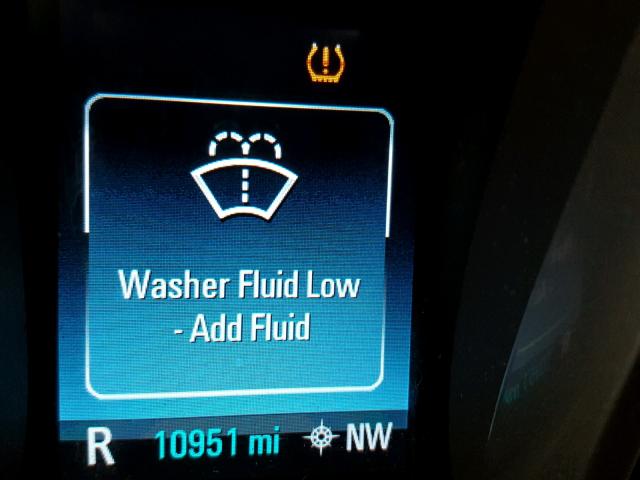 Washer Fluid Low
- Add Fluid
R 10951 mi NW